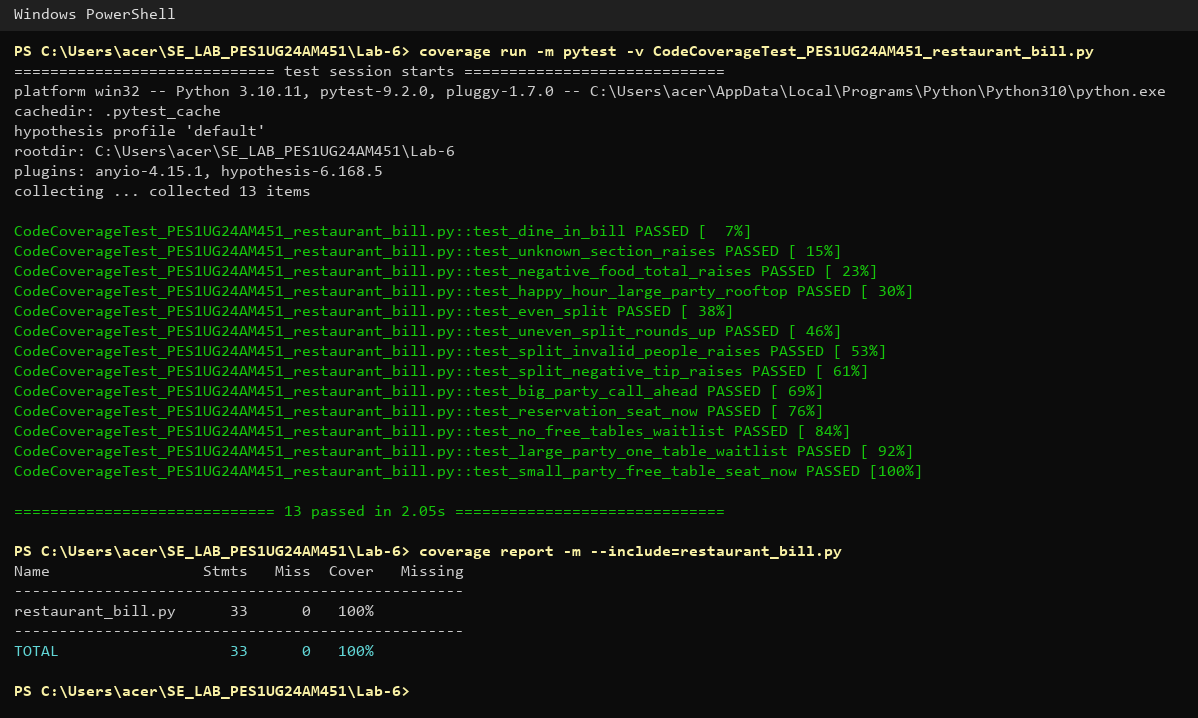 Windows PowerShell
PS C:\Users\acer\SE_LAB_PES1UG24AM451\Lab-6> coverage run -m pytest -v CodeCoverageTest_PES1UG24AM451_restaurant_bill.py
============================= test session starts =============================
platform win32 -- Python 3.10.11, pytest-9.2.0, pluggy-1.7.0 -- C:\Users\acer\AppData\Local\Programs\Python\Python310\python.exe
cachedir: .pytest_cache
hypothesis profile 'default'
rootdir: C:\Users\acer\SE_LAB_PES1UG24AM451\Lab-6
plugins: anyio-4.15.1, hypothesis-6.168.5
collecting ... collected 13 items
CodeCoverageTest_PES1UG24AM451_restaurant_bill.py::test_dine_in_bill PASSED [  7%]
CodeCoverageTest_PES1UG24AM451_restaurant_bill.py::test_unknown_section_raises PASSED [ 15%]
CodeCoverageTest_PES1UG24AM451_restaurant_bill.py::test_negative_food_total_raises PASSED [ 23%]
CodeCoverageTest_PES1UG24AM451_restaurant_bill.py::test_happy_hour_large_party_rooftop PASSED [ 30%]
CodeCoverageTest_PES1UG24AM451_restaurant_bill.py::test_even_split PASSED [ 38%]
CodeCoverageTest_PES1UG24AM451_restaurant_bill.py::test_uneven_split_rounds_up PASSED [ 46%]
CodeCoverageTest_PES1UG24AM451_restaurant_bill.py::test_split_invalid_people_raises PASSED [ 53%]
CodeCoverageTest_PES1UG24AM451_restaurant_bill.py::test_split_negative_tip_raises PASSED [ 61%]
CodeCoverageTest_PES1UG24AM451_restaurant_bill.py::test_big_party_call_ahead PASSED [ 69%]
CodeCoverageTest_PES1UG24AM451_restaurant_bill.py::test_reservation_seat_now PASSED [ 76%]
CodeCoverageTest_PES1UG24AM451_restaurant_bill.py::test_no_free_tables_waitlist PASSED [ 84%]
CodeCoverageTest_PES1UG24AM451_restaurant_bill.py::test_large_party_one_table_waitlist PASSED [ 92%]
CodeCoverageTest_PES1UG24AM451_restaurant_bill.py::test_small_party_free_table_seat_now PASSED [100%]
============================= 13 passed in 2.05s ==============================
PS C:\Users\acer\SE_LAB_PES1UG24AM451\Lab-6> coverage report -m --include=restaurant_bill.py
Name                 Stmts   Miss  Cover   Missing
--------------------------------------------------
restaurant_bill.py      33      0   100%
--------------------------------------------------
TOTAL                   33      0   100%
PS C:\Users\acer\SE_LAB_PES1UG24AM451\Lab-6>